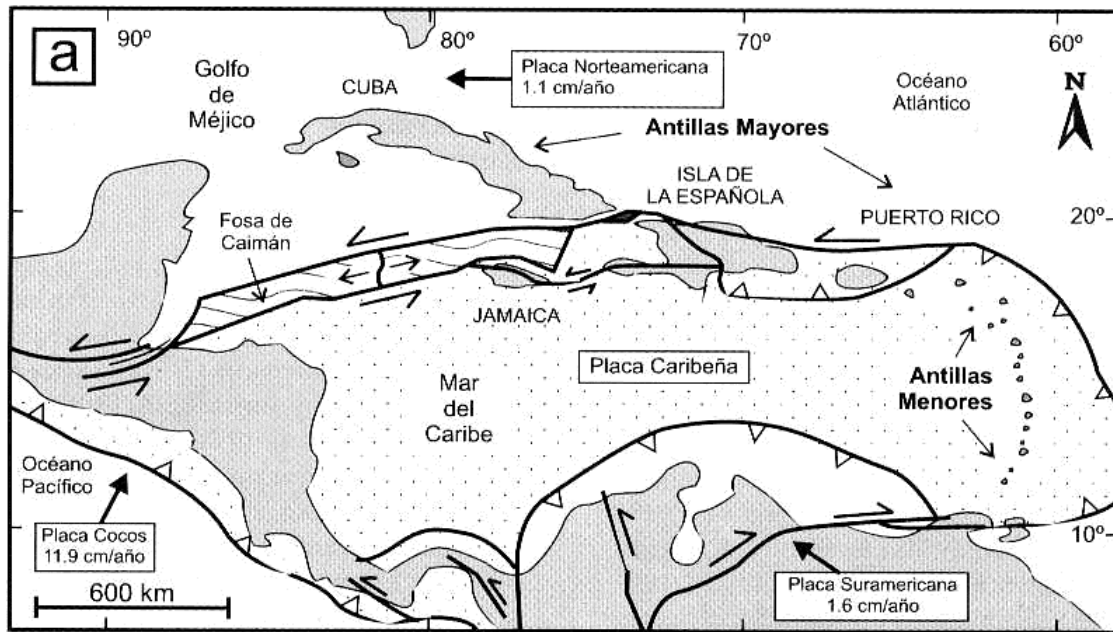 a
90º
80º
70º
60º
Golfo
de
Méjico
CUBA
Placa Norteamericana
1.1 cm/año
Océano
Atlántico
N
Antillas Mayores
ISLA DE
LA ESPAÑOLA
PUERTO RICO
20º
Fosa de
Caimán
JAMAICA
Placa Caribeña
Mar
del
Caribe
Antillas
Menores
Océano
Pacífico
Placa Cocos
11.9 cm/año
10º
Placa Suramericana
1.6 cm/año
600 km